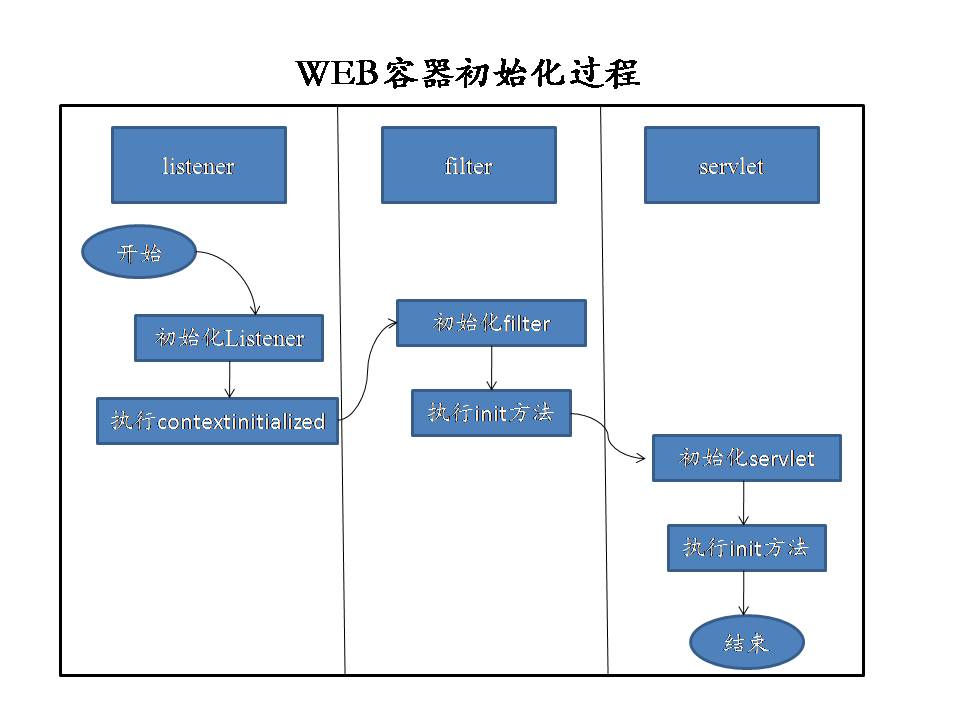 WEB容器初始化过程
listener
filter
servlet
开始
初始化Listener
执行contextinitialized
初始化filter
执行init方法
初始化servlet
执行init方法
结束